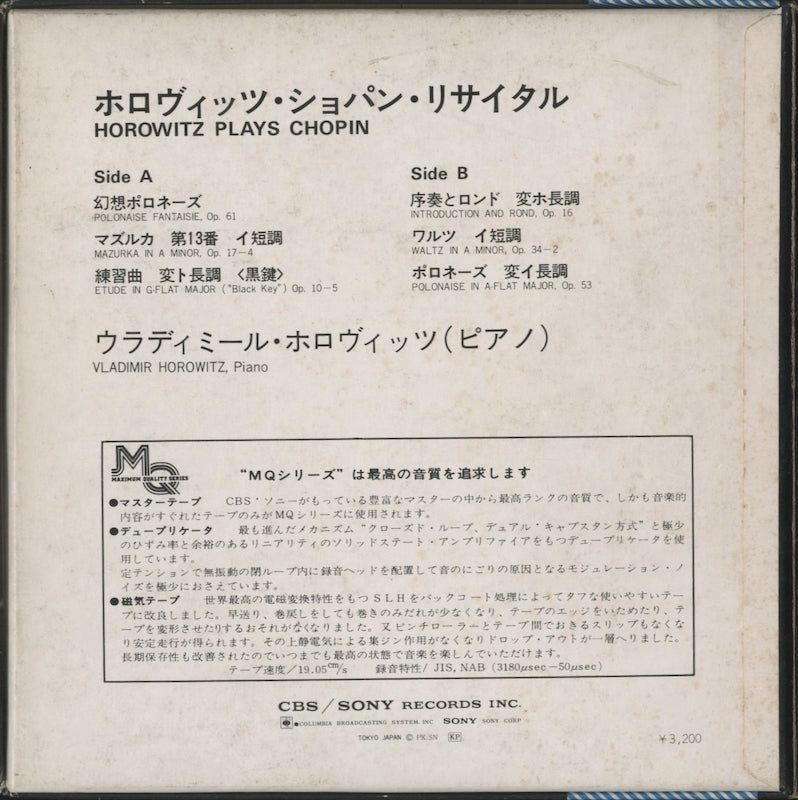 ホロヴィッツ・ショパン・リサイタル
HOROWITZ PLAYS CHOPIN
Side A
幻想ポロネーズ
POLONAISE FANTAISIE, Op. 61
マズルカ 第13番 イ短調
MAZURKA IN A MINOR, Op. 17-4
練習曲 変ト長調 〈黒鍵〉
ETUDE IN G-FLAT MAJOR ("Black Key") Op. 10-5
Side B
序奏とロンド 変ホ長調
INTRODUCTION AND ROND, Op. 16
ワルツ イ短調
WALTZ IN A MINOR, Op. 34-2
ポロネーズ 変イ長調
POLONAISE IN A-FLAT MAJOR, Op. 53
ウラディミール・ホロヴィッツ(ピアノ)
VLADIMIR HOROWITZ, Piano
MQ
MAXIMUM QUALITY SERIES
“MQシリーズ”は最高の音質を追求します
●マスターテープ CBS・ソニーがもっている豊富なマスターの中から最高ランクの音質で、しかも音楽的
内容がすぐれたテープのみがMQシリーズに使用されます。
●デュープリケータ 最も進んだメカニズム“クローズド・ループ、デュアル・キャプスタン方式”と極少
のひずみ率と余裕のあるリニアリティのソリッドステート・アンプリファイアをもつデュープリケータを使
用しています。
定テンションで無振動の閉ループ内に録音ヘッドを配置して音のにごりの原因となるモジュレーション・ノ
イズを極少におさえています。
●磁気テープ 世界最高の電磁変換特性をもつSLHをバックコート処理によってタフな使いやすいテー
プに改良しました。早送り、巻戻しをしても巻きのみだれが少なくなり、テープのエッジをいためたり、テ
ープを変形させたりするおそれがなくなりました。又ピンチローラーとテープ間でおきるスリップもなくな
り安定走行が得られます。その上静電気による集ジン作用がなくなりドロップ・アウトが一層へりました。
長期保存性も改善されたのでいつまでも最高の状態で音楽を楽しんでいただけます。
テープ速度/19.05cm/s 録音特性/ JIS, NAB (3180μsec-50μsec)
CBS/SONY RECORDS INC.
●COLUMBIA BROADCASTING SYSTEM. INC SONY SONY CORP
TOKYO JAPAN Ⓒ PK.SN KP
¥3,200